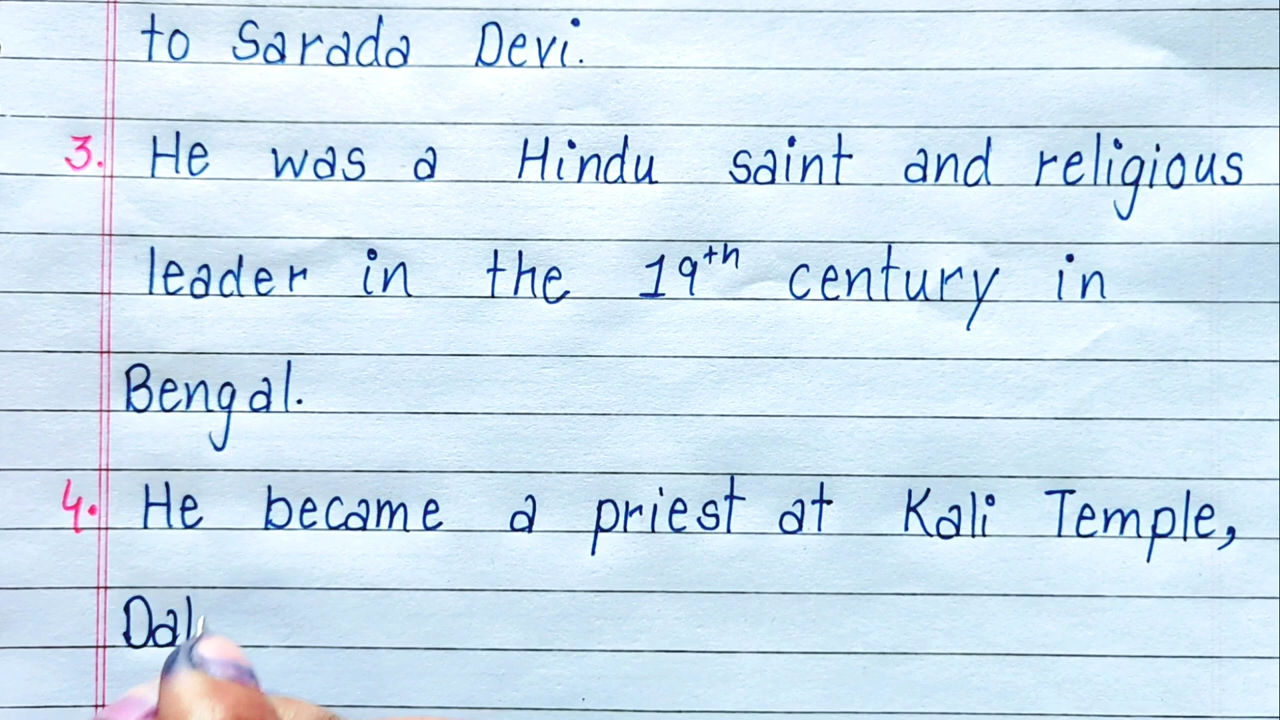 to Sarada Devi.
3. He was a Hindu saint and religious
leader in the 19th century in
Bengal.
4. He became a priest at Kali Temple,